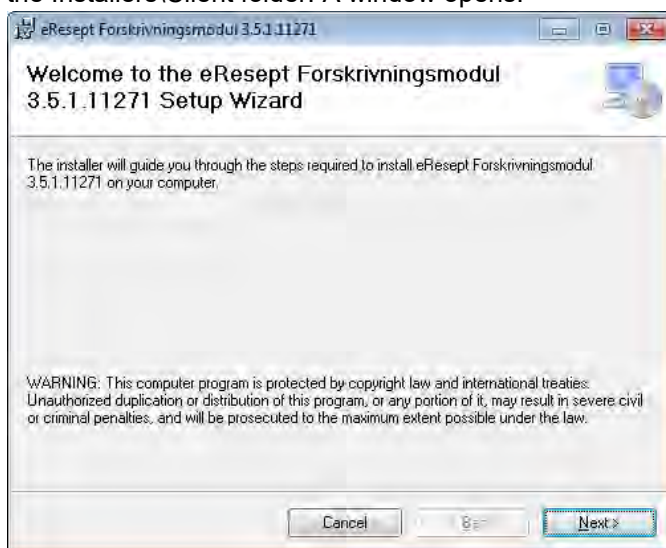 the Installers\Client folder. A window opens.
eResept Forskrivningsmodul 3.5.1.11271
Welcome to the eResept Forskrivningsmodul
3.5.1.11271 Setup Wizard
The installer will guide you through the steps required to install eResept Forskrivningsmodul
3.5.1.11271 on your computer.
WARNING: This computer program is protected by copyright law and international treaties.
Unauthorized duplication or distribution of this program, or any portion of it, may result in severe civil
or criminal penalties, and will be prosecuted to the maximum extent possible under the law.
Cancel
Next >